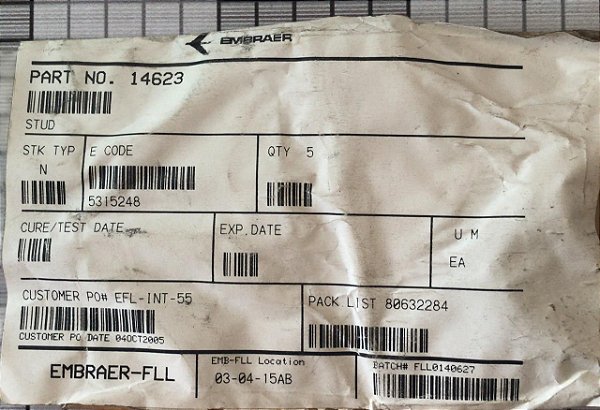 EMBRAER
PART NO. 14623
STUD
STK TYP
N
E CODE
5315248
QTY 5
CURE/TEST DATE
EXP.DATE
U M
EA
CUSTOMER PO# EFL-INT-55
CUSTOMER PO DATE 04OCT2005
PACK LIST 80632284
EMBRAER-FLL
EMB-FLL Location
03-04-15AB
BATCH# FLL0140627